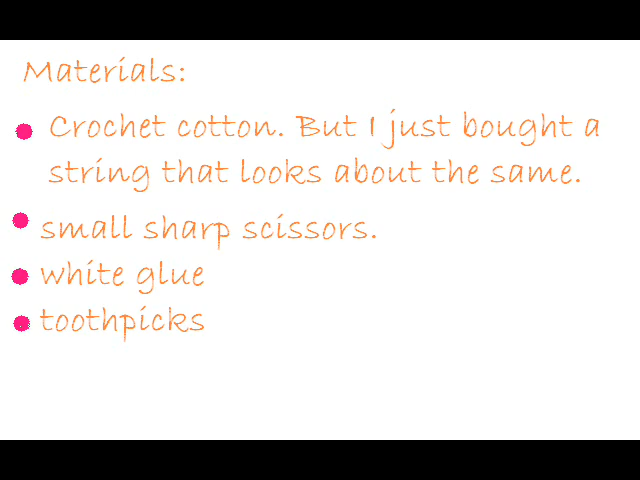 Materials:
Crochet cotton. But I just bought a
string that looks about the same.
small sharp scissors.
white glue
toothpicks